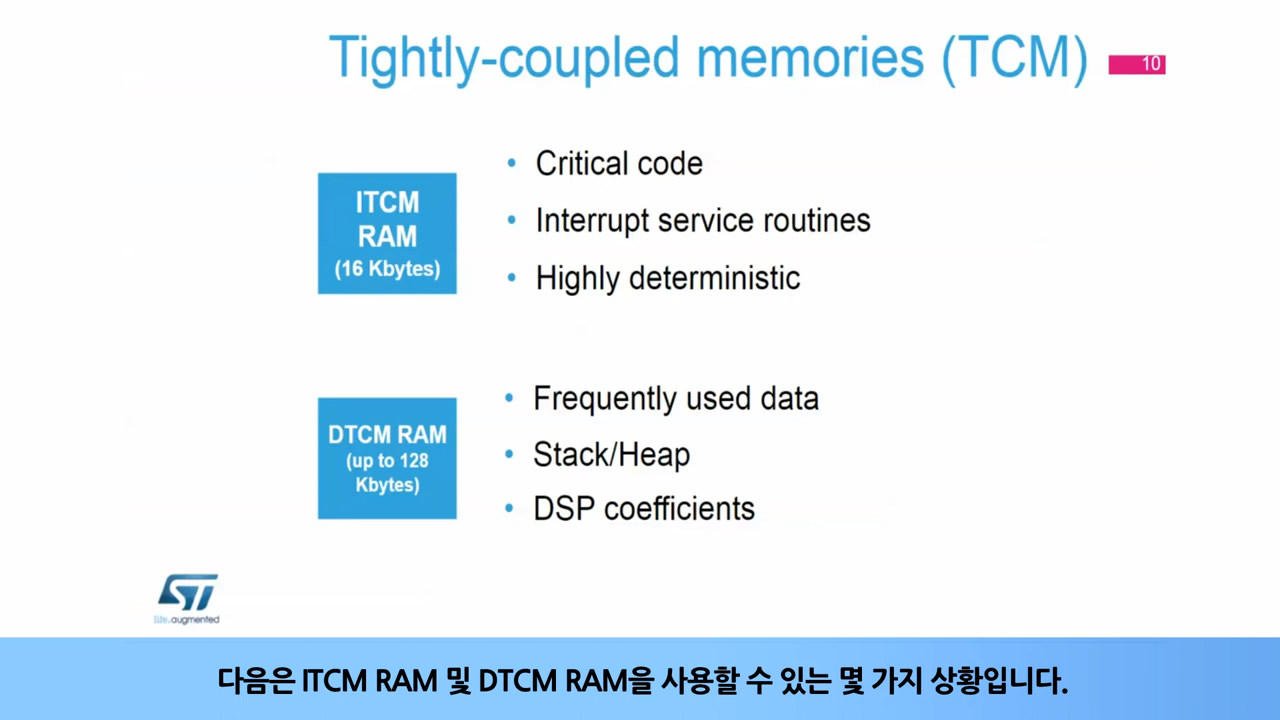 Tightly-coupled memories (TCM)
10
ITCM
RAM
(16 Kbytes)
• Critical code
• Interrupt service routines
• Highly deterministic
DTCM RAM
(up to 128
Kbytes)
• Frequently used data
• Stack/Heap
• DSP coefficients
ST
life.augmented
다음은 ITCM RAM 및 DTCM RAM을 사용할 수 있는 몇 가지 상황입니다.